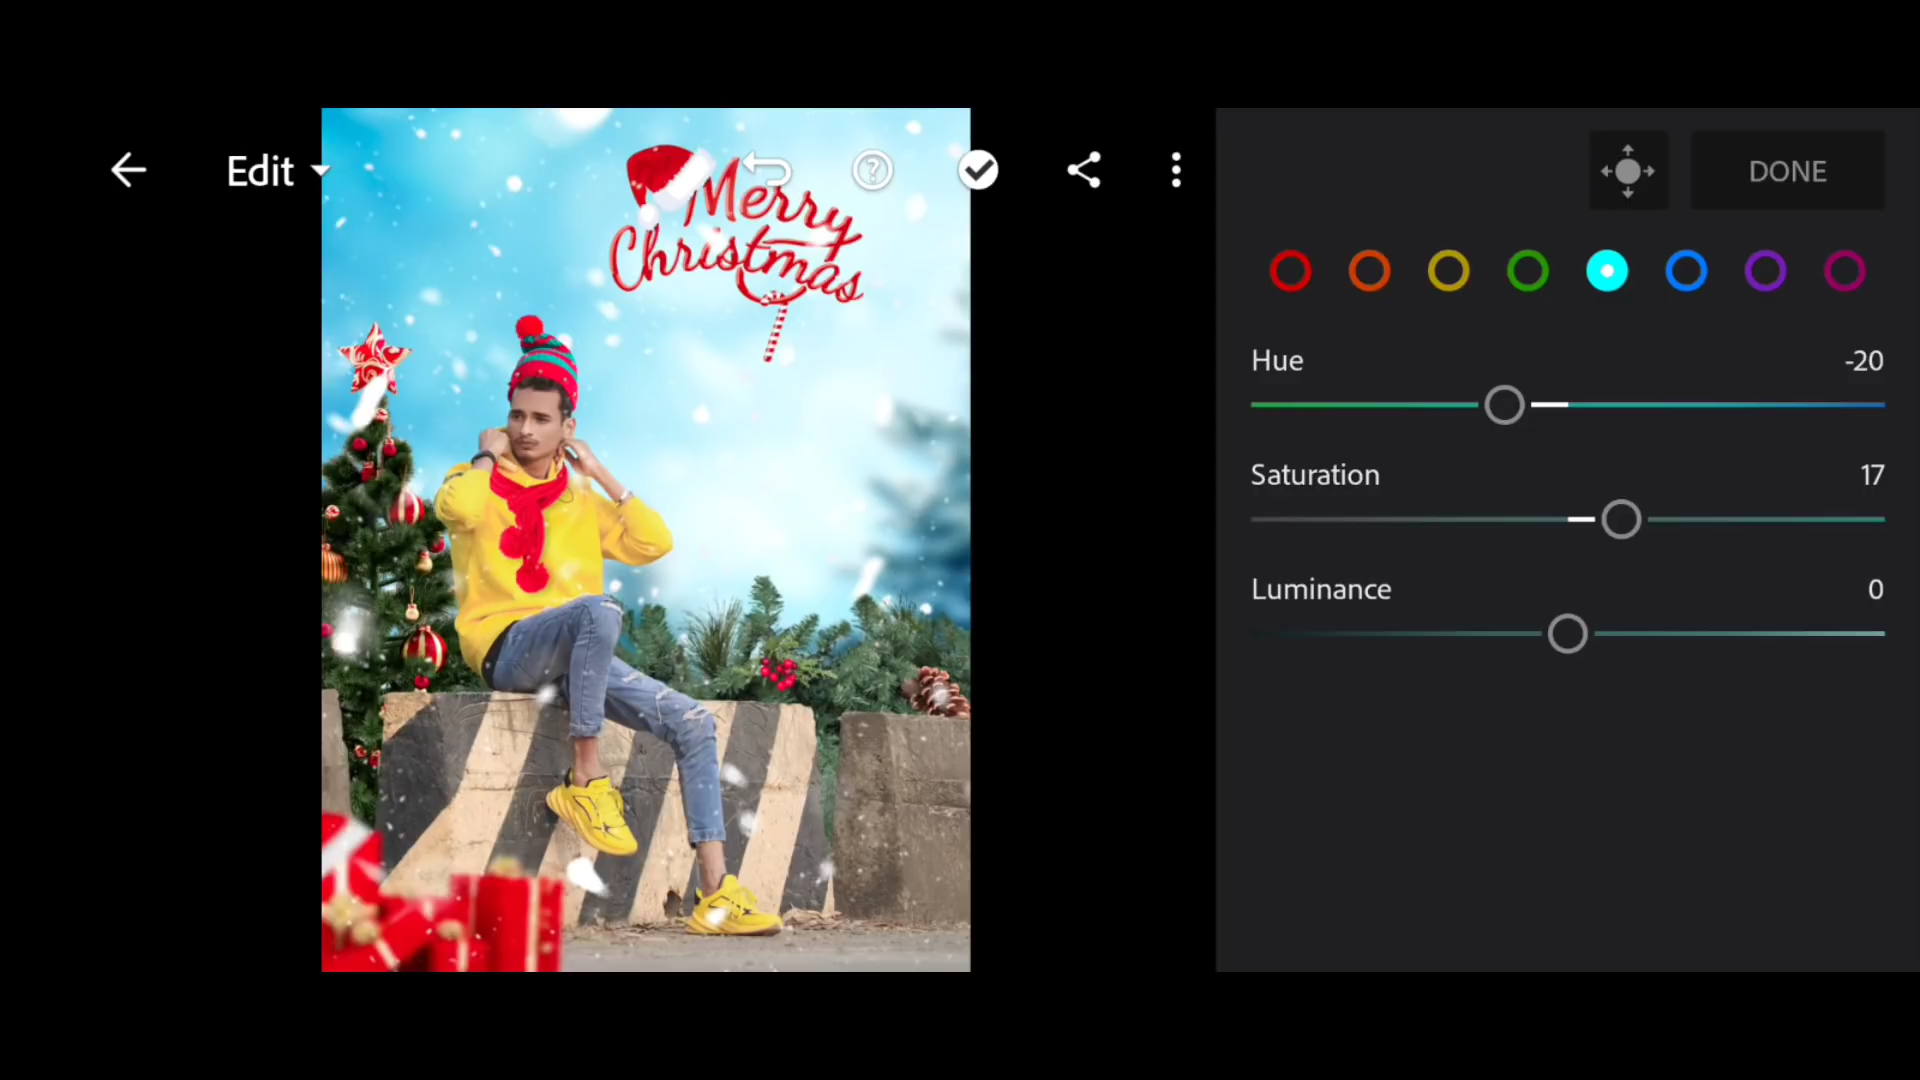 Edit
Merry
Christmas
DONE
Hue -20
Saturation 17
Luminance 0